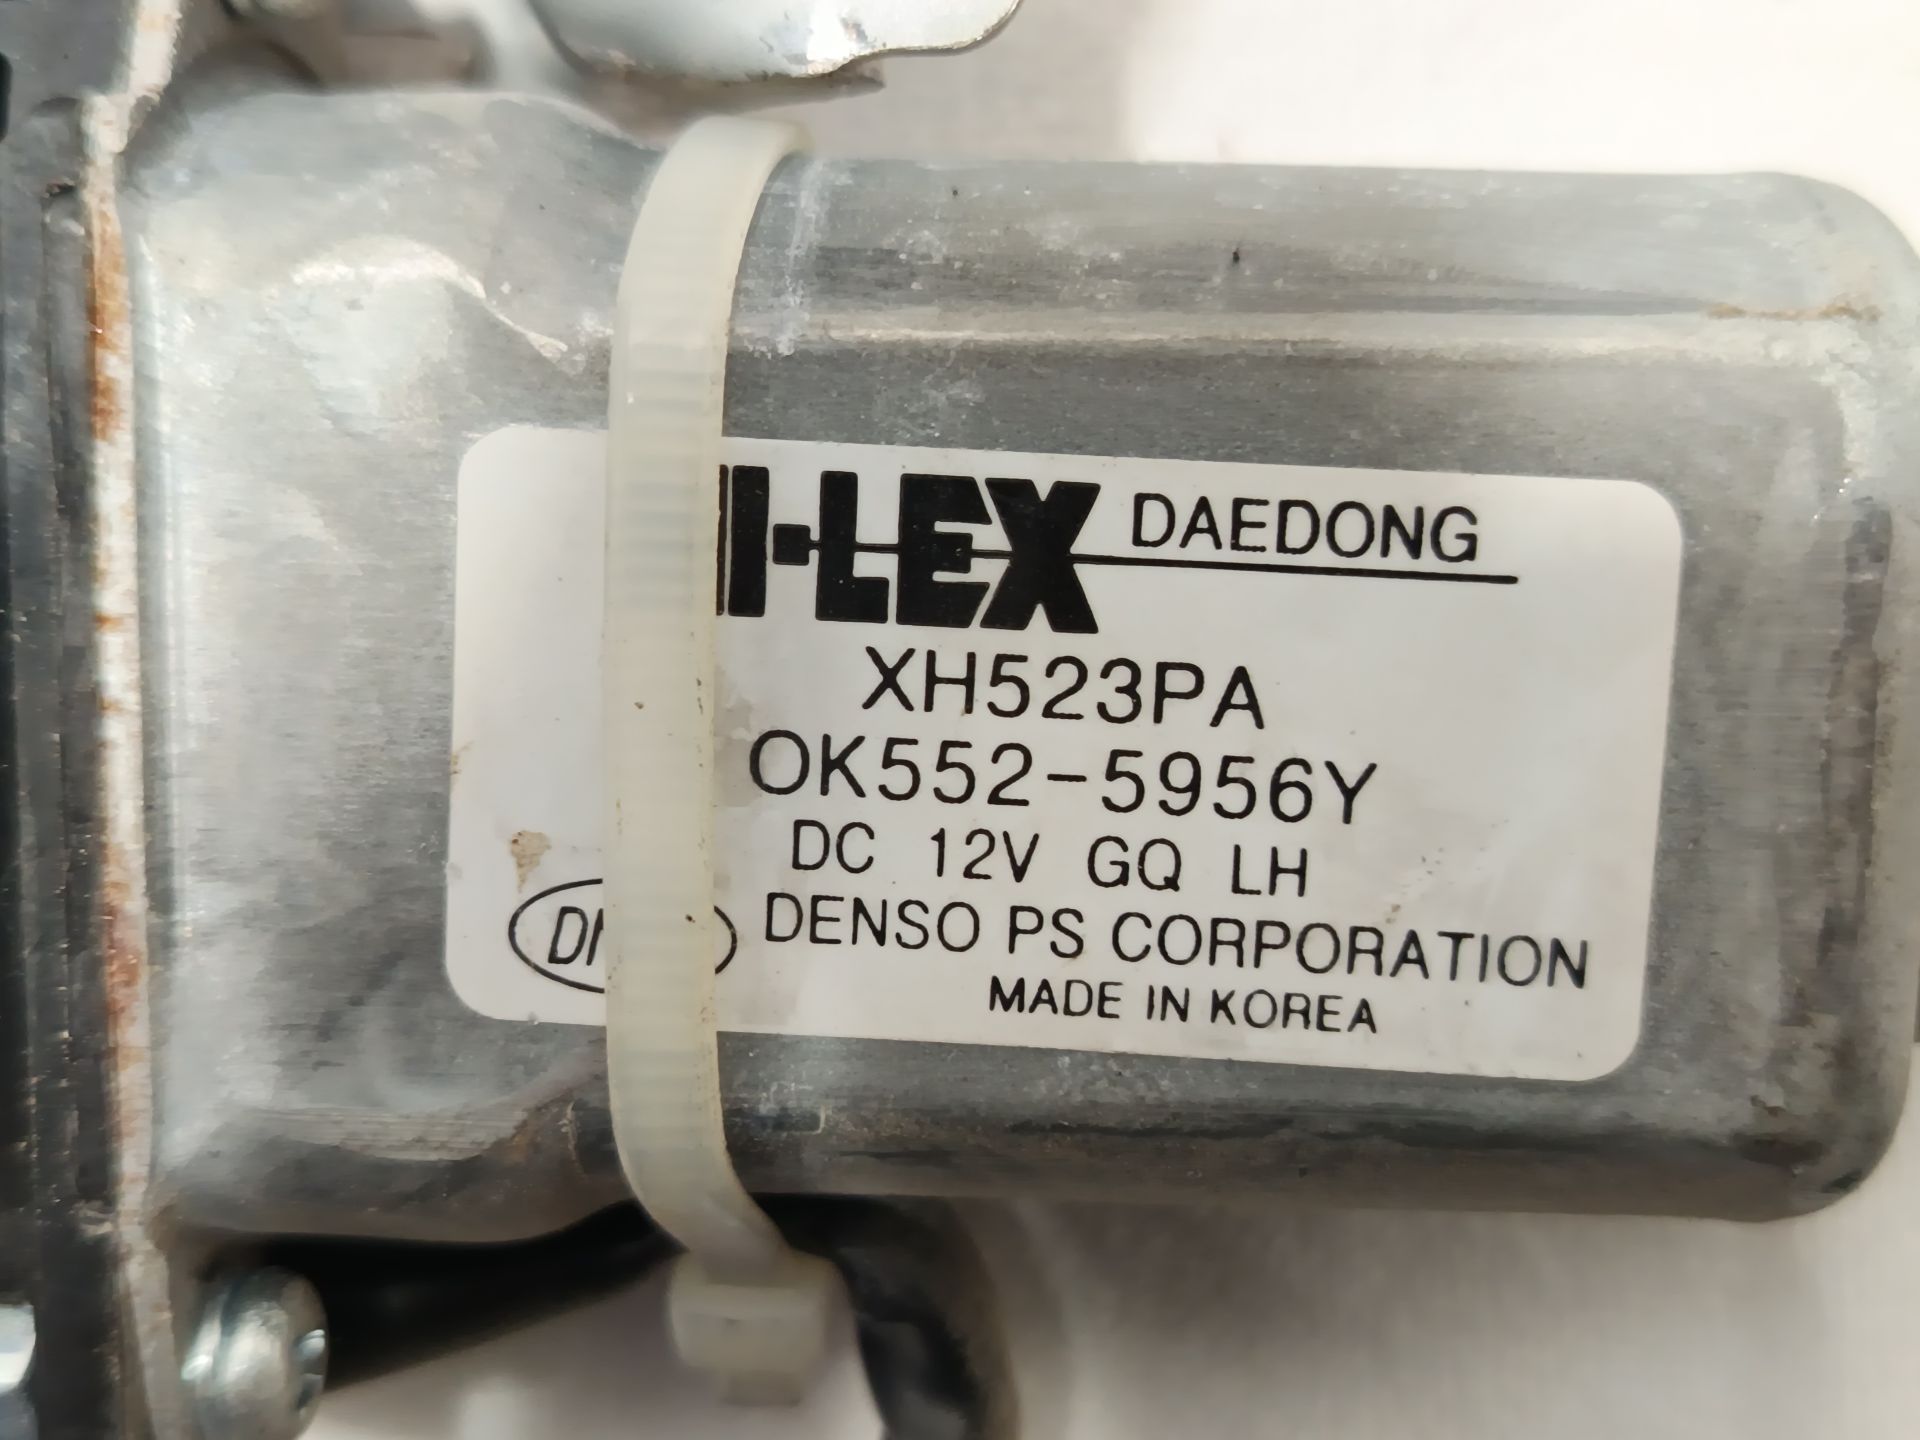 I-LEX DAEDONG
XH523PA
OK552-5956Y
DC 12V GQ LH
DENSO PS CORPORATION
MADE IN KOREA